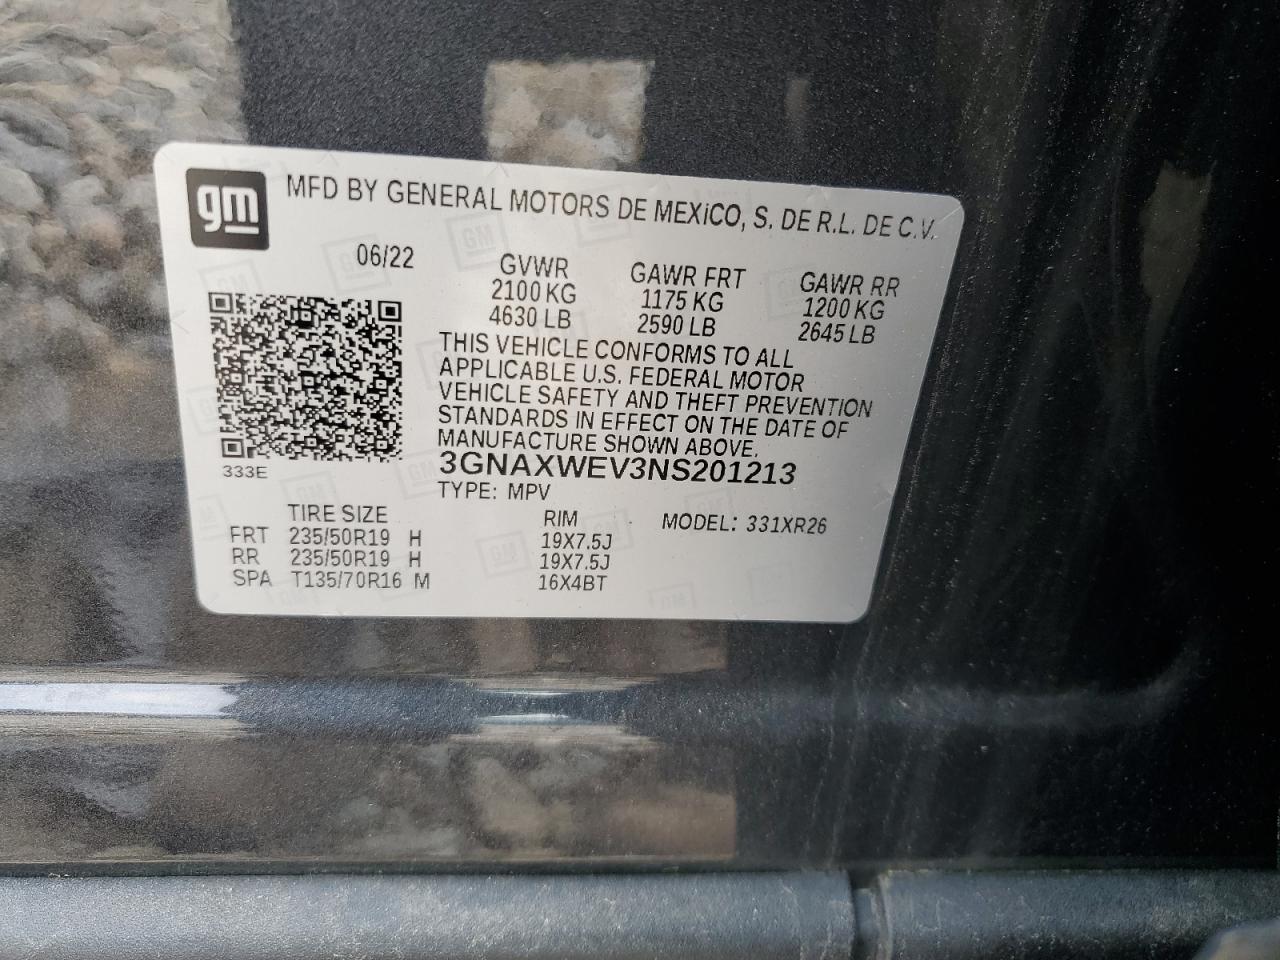 gm MFD BY GENERAL MOTORS DE MEXiCO, S. DE R.L. DE C.V.
06/22 GVWR GAWR FRT GAWR RR
2100 KG 1175 KG 1200 KG
4630 LB 2590 LB 2645 LB
THIS VEHICLE CONFORMS TO ALL
APPLICABLE U.S. FEDERAL MOTOR
VEHICLE SAFETY AND THEFT PREVENTION
STANDARDS IN EFFECT ON THE DATE OF
MANUFACTURE SHOWN ABOVE.
333E 3GNAXWEV3NS201213
TYPE: MPV
TIRE SIZE RIM MODEL: 331XR26
FRT 235/50R19 H 19X7.5J
RR 235/50R19 H 19X7.5J
SPA T135/70R16 M 16X4BT